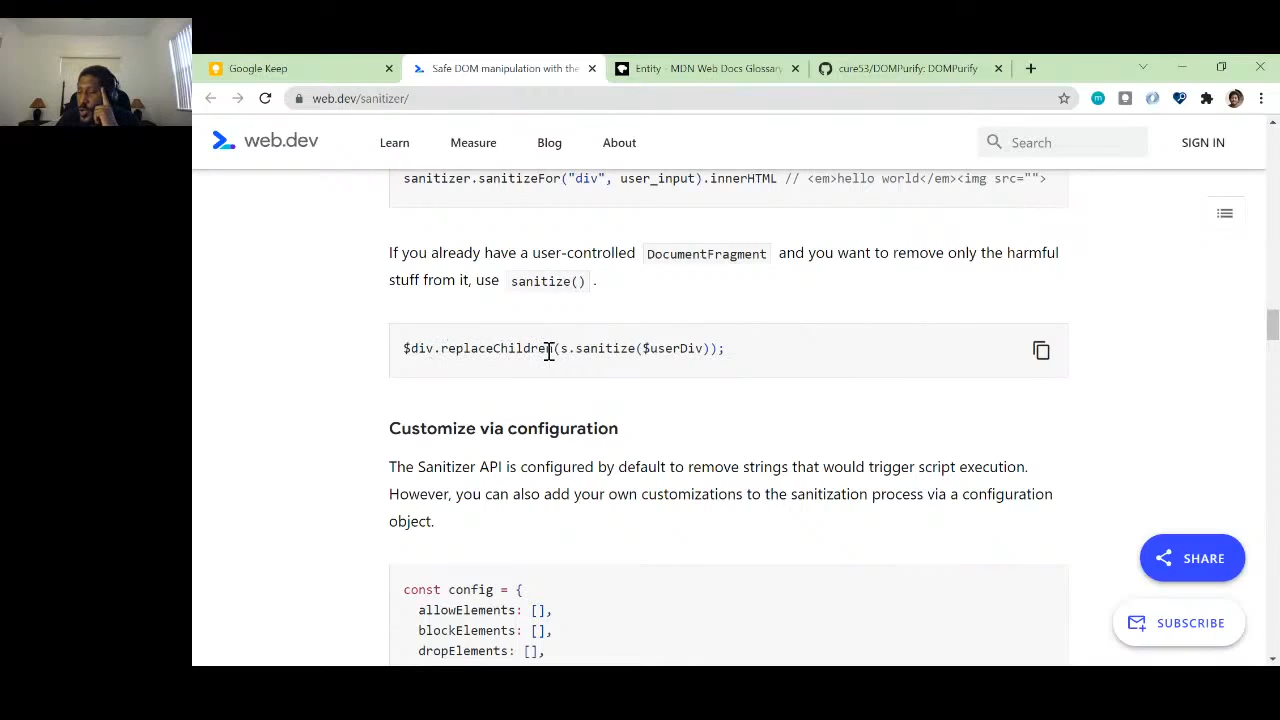 Google Keep
Safe DOM manipulation with the
Entity - MDN Web Docs Glossary
cure53/DOMPurify: DOMPurify
web.dev/sanitizer/
web.dev
Learn
Measure
Blog
About
Search
SIGN IN
sanitizer.sanitizeFor("div", user_input).innerHTML // <em>hello world</em><img src="">
If you already have a user-controlled DocumentFragment and you want to remove only the harmful
stuff from it, use sanitize() .
$div.replaceChildren(s.sanitize($userDiv));
Customize via configuration
The Sanitizer API is configured by default to remove strings that would trigger script execution.
However, you can also add your own customizations to the sanitization process via a configuration
object.
const config = {
allowElements: [],
blockElements: [],
dropElements: [],
SHARE
SUBSCRIBE